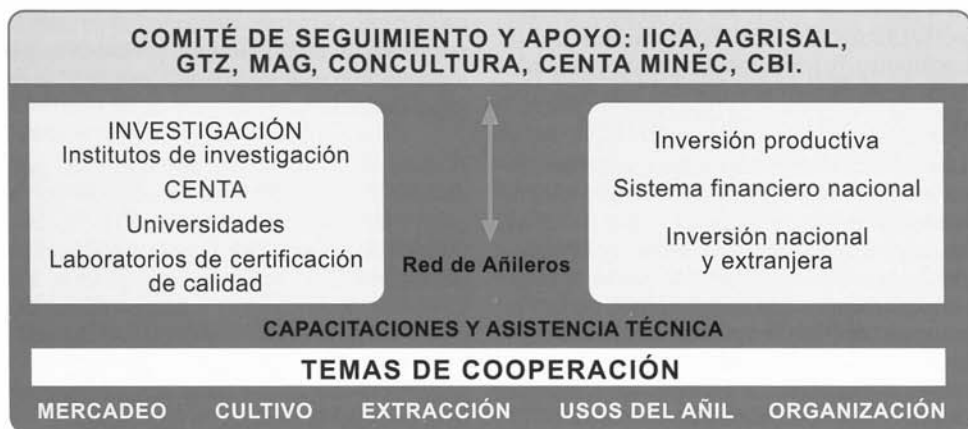 COMITÉ DE SEGUIMIENTO Y APOYO: IICA, AGRISAL,
GTZ, MAG, CONCULTURA, CENTA MINEC, CBI.
INVESTIGACIÓN
Institutos de investigación
CENTA
Universidades
Laboratorios de certificación
de calidad
Red de Añileros
Inversión productiva
Sistema financiero nacional
Inversión nacional
y extranjera
CAPACITACIONES Y ASISTENCIA TÉCNICA
TEMAS DE COOPERACIÓN
MERCADEO CULTIVO EXTRACCIÓN USOS DEL AÑIL ORGANIZACIÓN